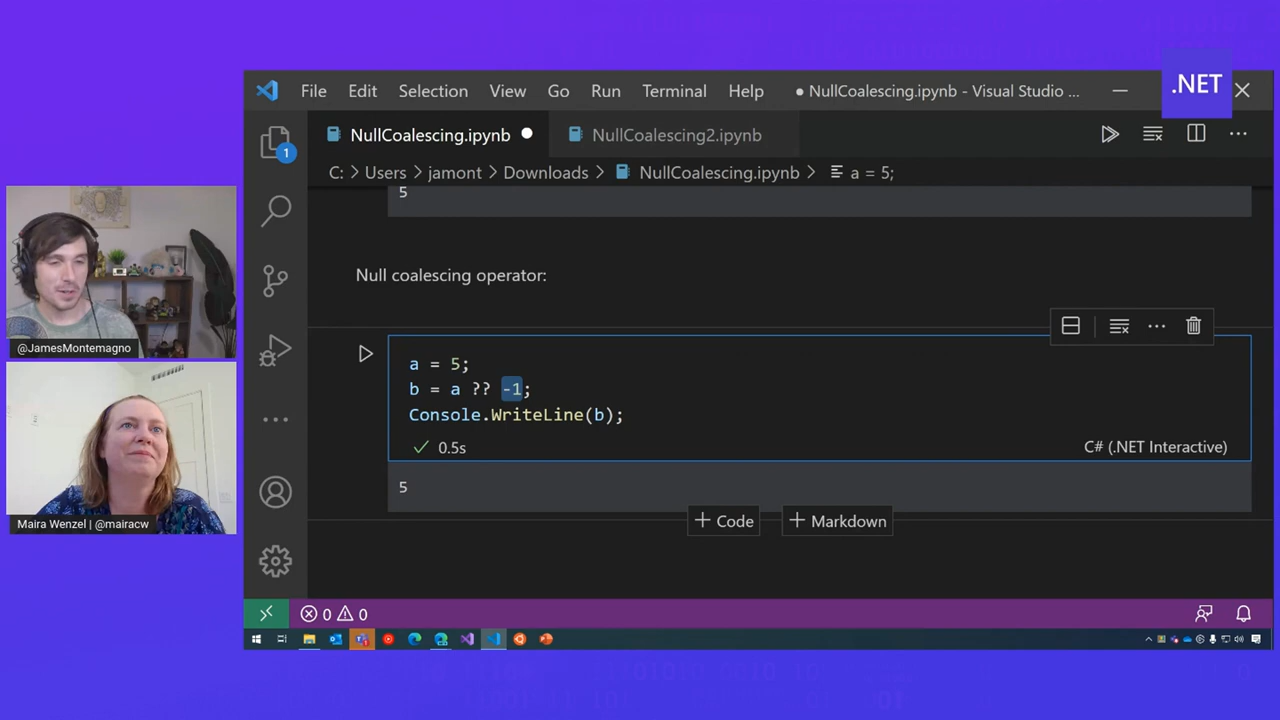 .NET
File Edit Selection View Go Run Terminal Help ● NullCoalescing.ipynb - Visual Studio ...
NullCoalescing.ipynb ● NullCoalescing2.ipynb
1
C: > Users > jamont > Downloads > NullCoalescing.ipynb > a = 5;
5
Null coalescing operator:
a = 5;
b = a ?? -1;
Console.WriteLine(b);
✓ 0.5s C# (.NET Interactive)
5
+ Code + Markdown
@JamesMontemagno
Maira Wenzel | @mairacw
0 0